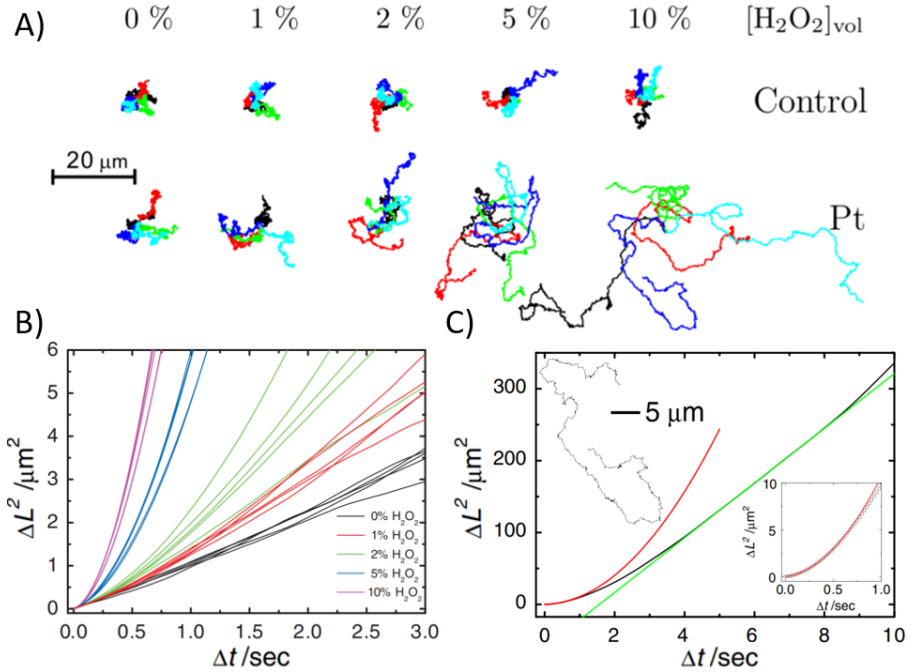 A) 0 % 1 % 2 % 5 % 10 % [H₂O₂]vol
Control
20 μm
Pt
B)
6
5
4
3
2
1
0
ΔL² /μm²
0% H₂O₂
1% H₂O₂
2% H₂O₂
5% H₂O₂
10% H₂O₂
0.0 0.5 1.0 1.5 2.0 2.5 3.0
Δt /sec
C)
300
200
100
0
ΔL² /μm²
5 μm
10
5
0
ΔL² /μm²
0.0 0.5 1.0
Δt /sec
0 2 4 6 8 10
Δt /sec